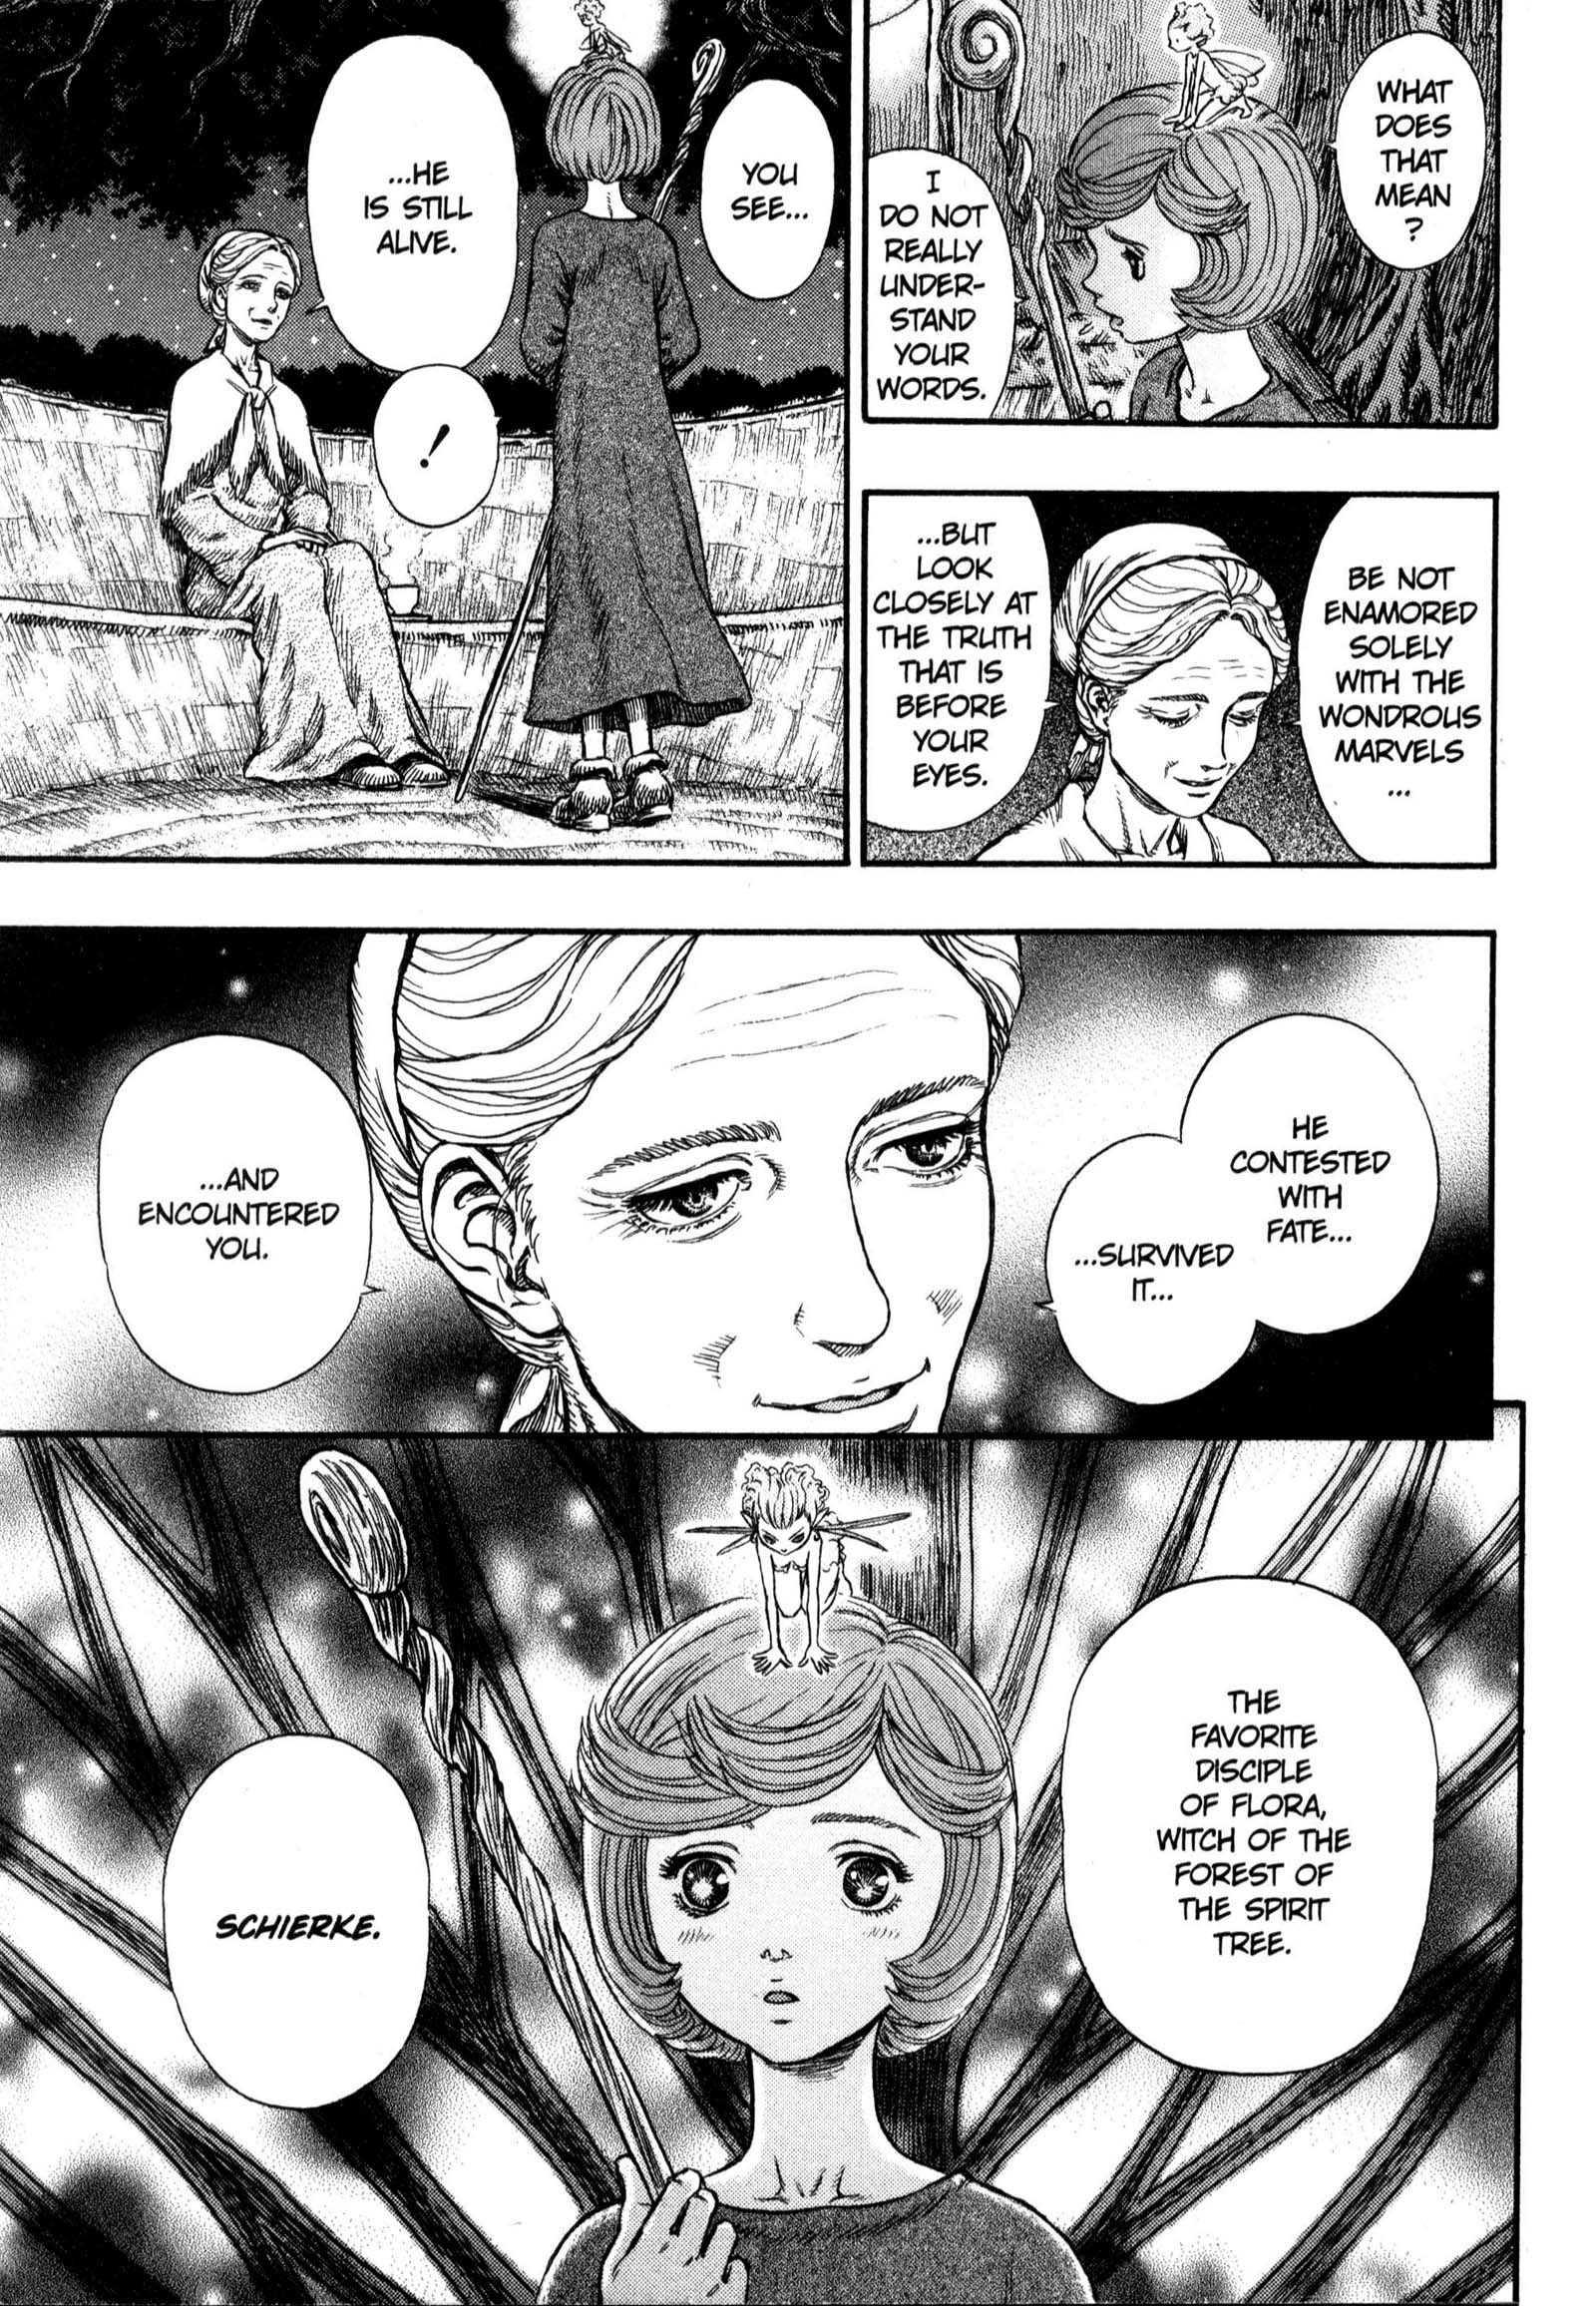 WHAT
DOES
THAT
MEAN
?
I
DO NOT
REALLY
UNDER-
STAND
YOUR
WORDS.
BE NOT
ENAMORED
SOLELY
WITH THE
WONDROUS
MARVELS
...
...BUT
LOOK
CLOSELY AT
THE TRUTH
THAT IS
BEFORE
YOUR
EYES.
YOU
SEE...
...HE
IS STILL
ALIVE.
!
HE
CONTESTED
WITH
FATE...
...SURVIVED
IT...
...AND
ENCOUNTERED
YOU.
THE
FAVORITE
DISCIPLE
OF FLORA,
WITCH OF THE
FOREST OF
THE SPIRIT
TREE.
SCHIERKE.